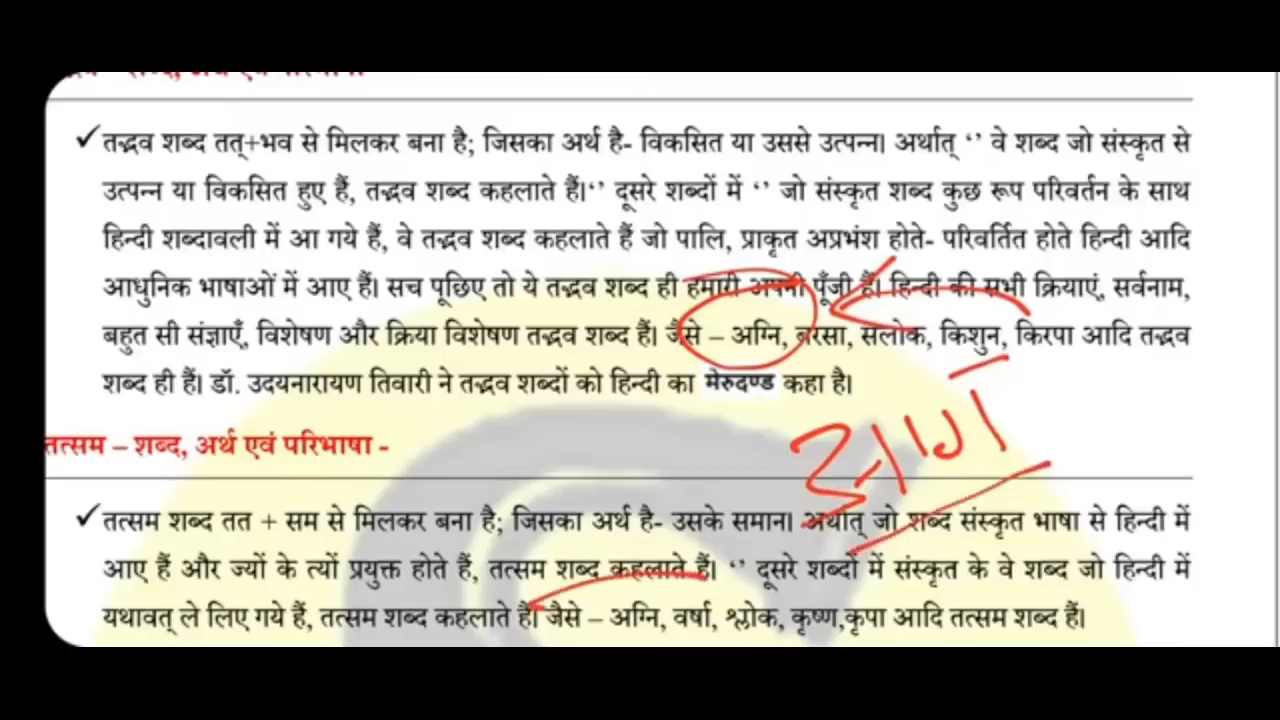 ✓ तद्भव शब्द तत्+भव से मिलकर बना है; जिसका अर्थ है- विकसित या उससे उत्पन्न। अर्थात् ‘‘ वे शब्द जो संस्कृत से
उत्पन्न या विकसित हुए हैं, तद्भव शब्द कहलाते हैं।‘‘ दूसरे शब्दों में ‘‘ जो संस्कृत शब्द कुछ रूप परिवर्तन के साथ
हिन्दी शब्दावली में आ गये हैं, वे तद्भव शब्द कहलाते हैं जो पालि, प्राकृत अप्रभंश होते- परिवर्तित होते हिन्दी आदि
आधुनिक भाषाओं में आए हैं। सच पूछिए तो ये तद्भव शब्द ही हमारी अपनी पूँजी हैं। हिन्दी की सभी क्रियाएं, सर्वनाम,
बहुत सी संज्ञाएँ, विशेषण और क्रिया विशेषण तद्भव शब्द हैं। जैसे – अग्नि, बरसा, सलोक, किशुन, किरपा आदि तद्भव
शब्द ही हैं। डॉ. उदयनारायण तिवारी ने तद्भव शब्दों को हिन्दी का मेरुदण्ड कहा है।
आग
तत्सम – शब्द, अर्थ एवं परिभाषा -
✓ तत्सम शब्द तत + सम से मिलकर बना है; जिसका अर्थ है- उसके समान। अर्थात् जो शब्द संस्कृत भाषा से हिन्दी में
आए हैं और ज्यों के त्यों प्रयुक्त होते हैं, तत्सम शब्द कहलाते हैं। ‘‘ दूसरे शब्दों में संस्कृत के वे शब्द जो हिन्दी में
यथावत् ले लिए गये हैं, तत्सम शब्द कहलाते हैं। जैसे – अग्नि, वर्षा, श्लोक, कृष्ण,कृपा आदि तत्सम शब्द हैं।